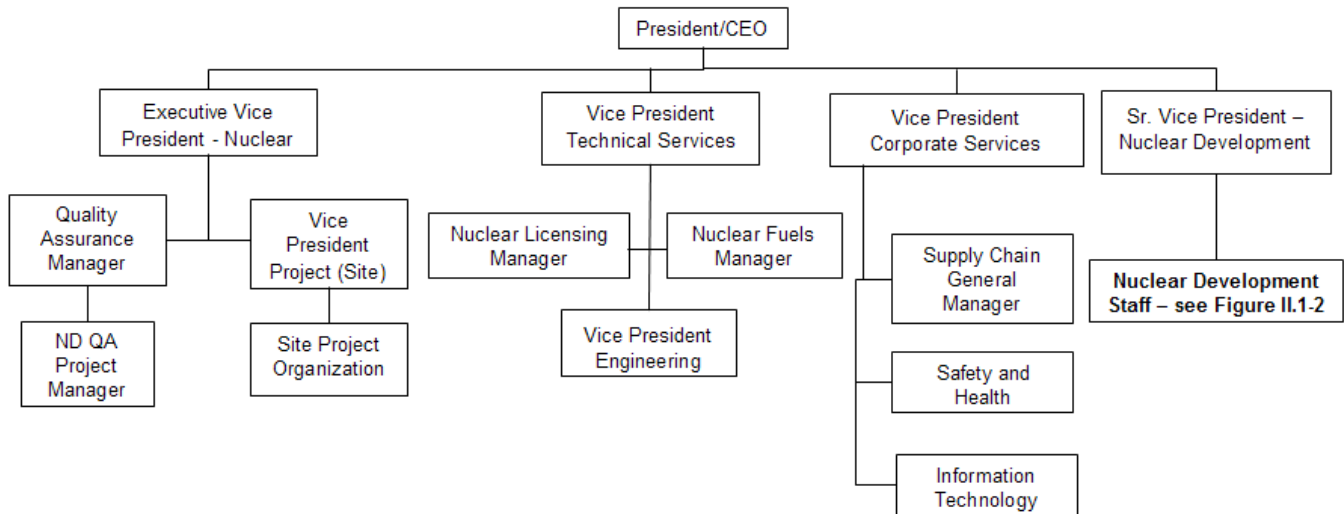 President/CEO
Executive Vice
President - Nuclear
Vice President
Technical Services
Vice President
Corporate Services
Sr. Vice President –
Nuclear Development
Quality
Assurance
Manager
Vice
President
Project (Site)
Nuclear Licensing
Manager
Nuclear Fuels
Manager
Supply Chain
General
Manager
Nuclear Development
Staff – see Figure II.1-2
ND QA
Project
Manager
Site Project
Organization
Vice President
Engineering
Safety and
Health
Information
Technology